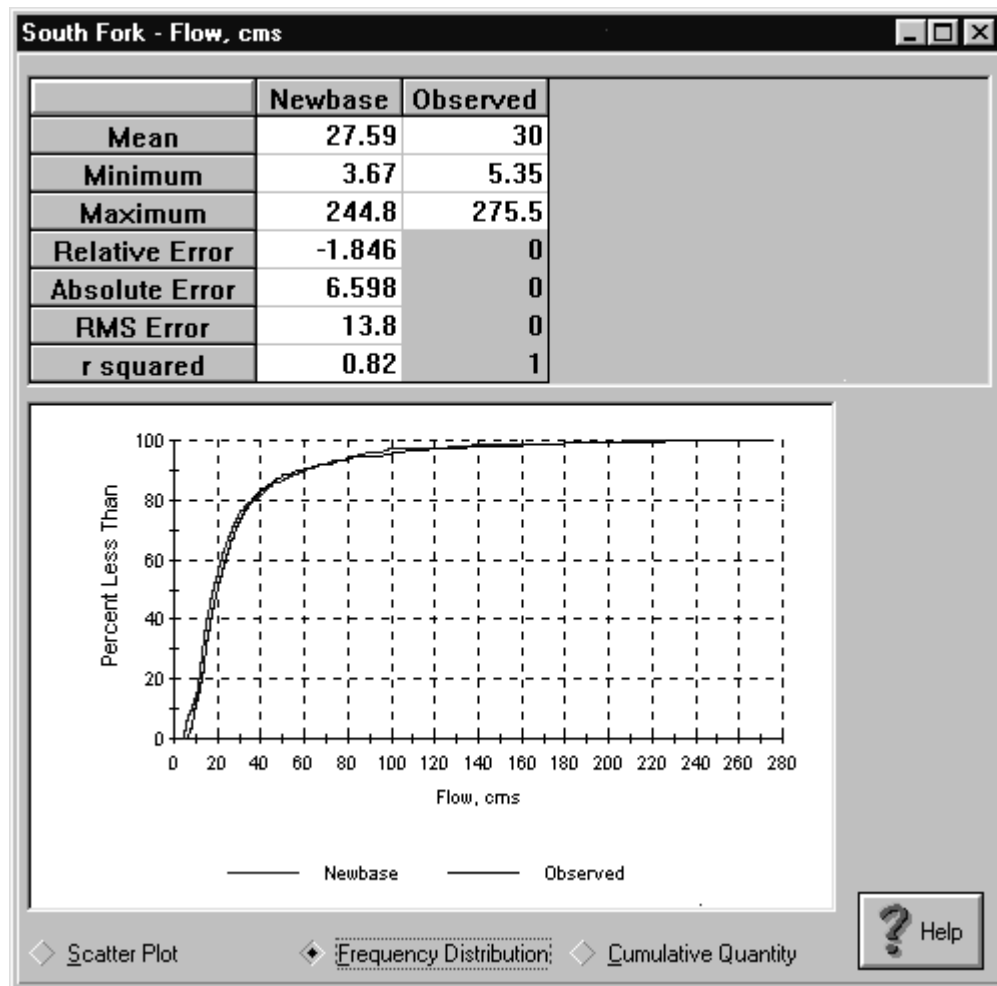 South Fork - Flow, cms
Newbase Observed
Mean 27.59 30
Minimum 3.67 5.35
Maximum 244.8 275.5
Relative Error -1.846 0
Absolute Error 6.598 0
RMS Error 13.8 0
r squared 0.82 1
Percent Less Than
100
80
60
40
20
0
0 20 40 60 80 100 120 140 160 180 200 220 240 260 280
Flow, cms
Newbase Observed
Scatter Plot Frequency Distribution Cumulative Quantity
? Help